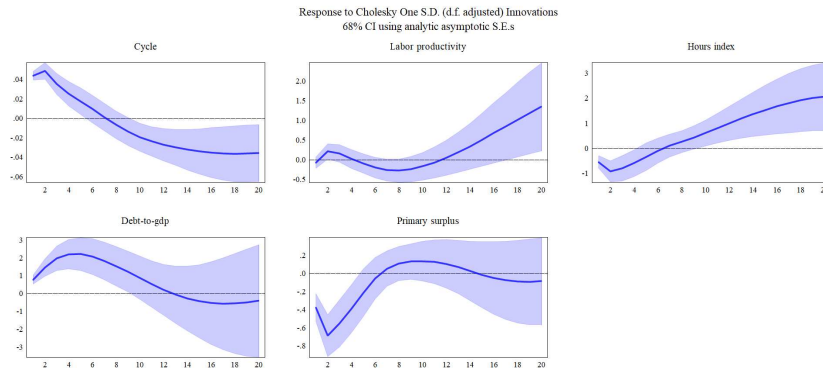 Response to Cholesky One S.D. (d.f. adjusted) Innovations
68% CI using analytic asymptotic S.E.s
Cycle
.04
.02
.00
-.02
-.04
-.06
2 4 6 8 10 12 14 16 18 20
Labor productivity
2.0
1.5
1.0
0.5
0.0
-0.5
2 4 6 8 10 12 14 16 18 20
Hours index
3
2
1
0
-1
2 4 6 8 10 12 14 16 18 20
Debt-to-gdp
3
2
1
0
-1
-2
-3
2 4 6 8 10 12 14 16 18 20
Primary surplus
.2
.0
-.2
-.4
-.6
-.8
2 4 6 8 10 12 14 16 18 20